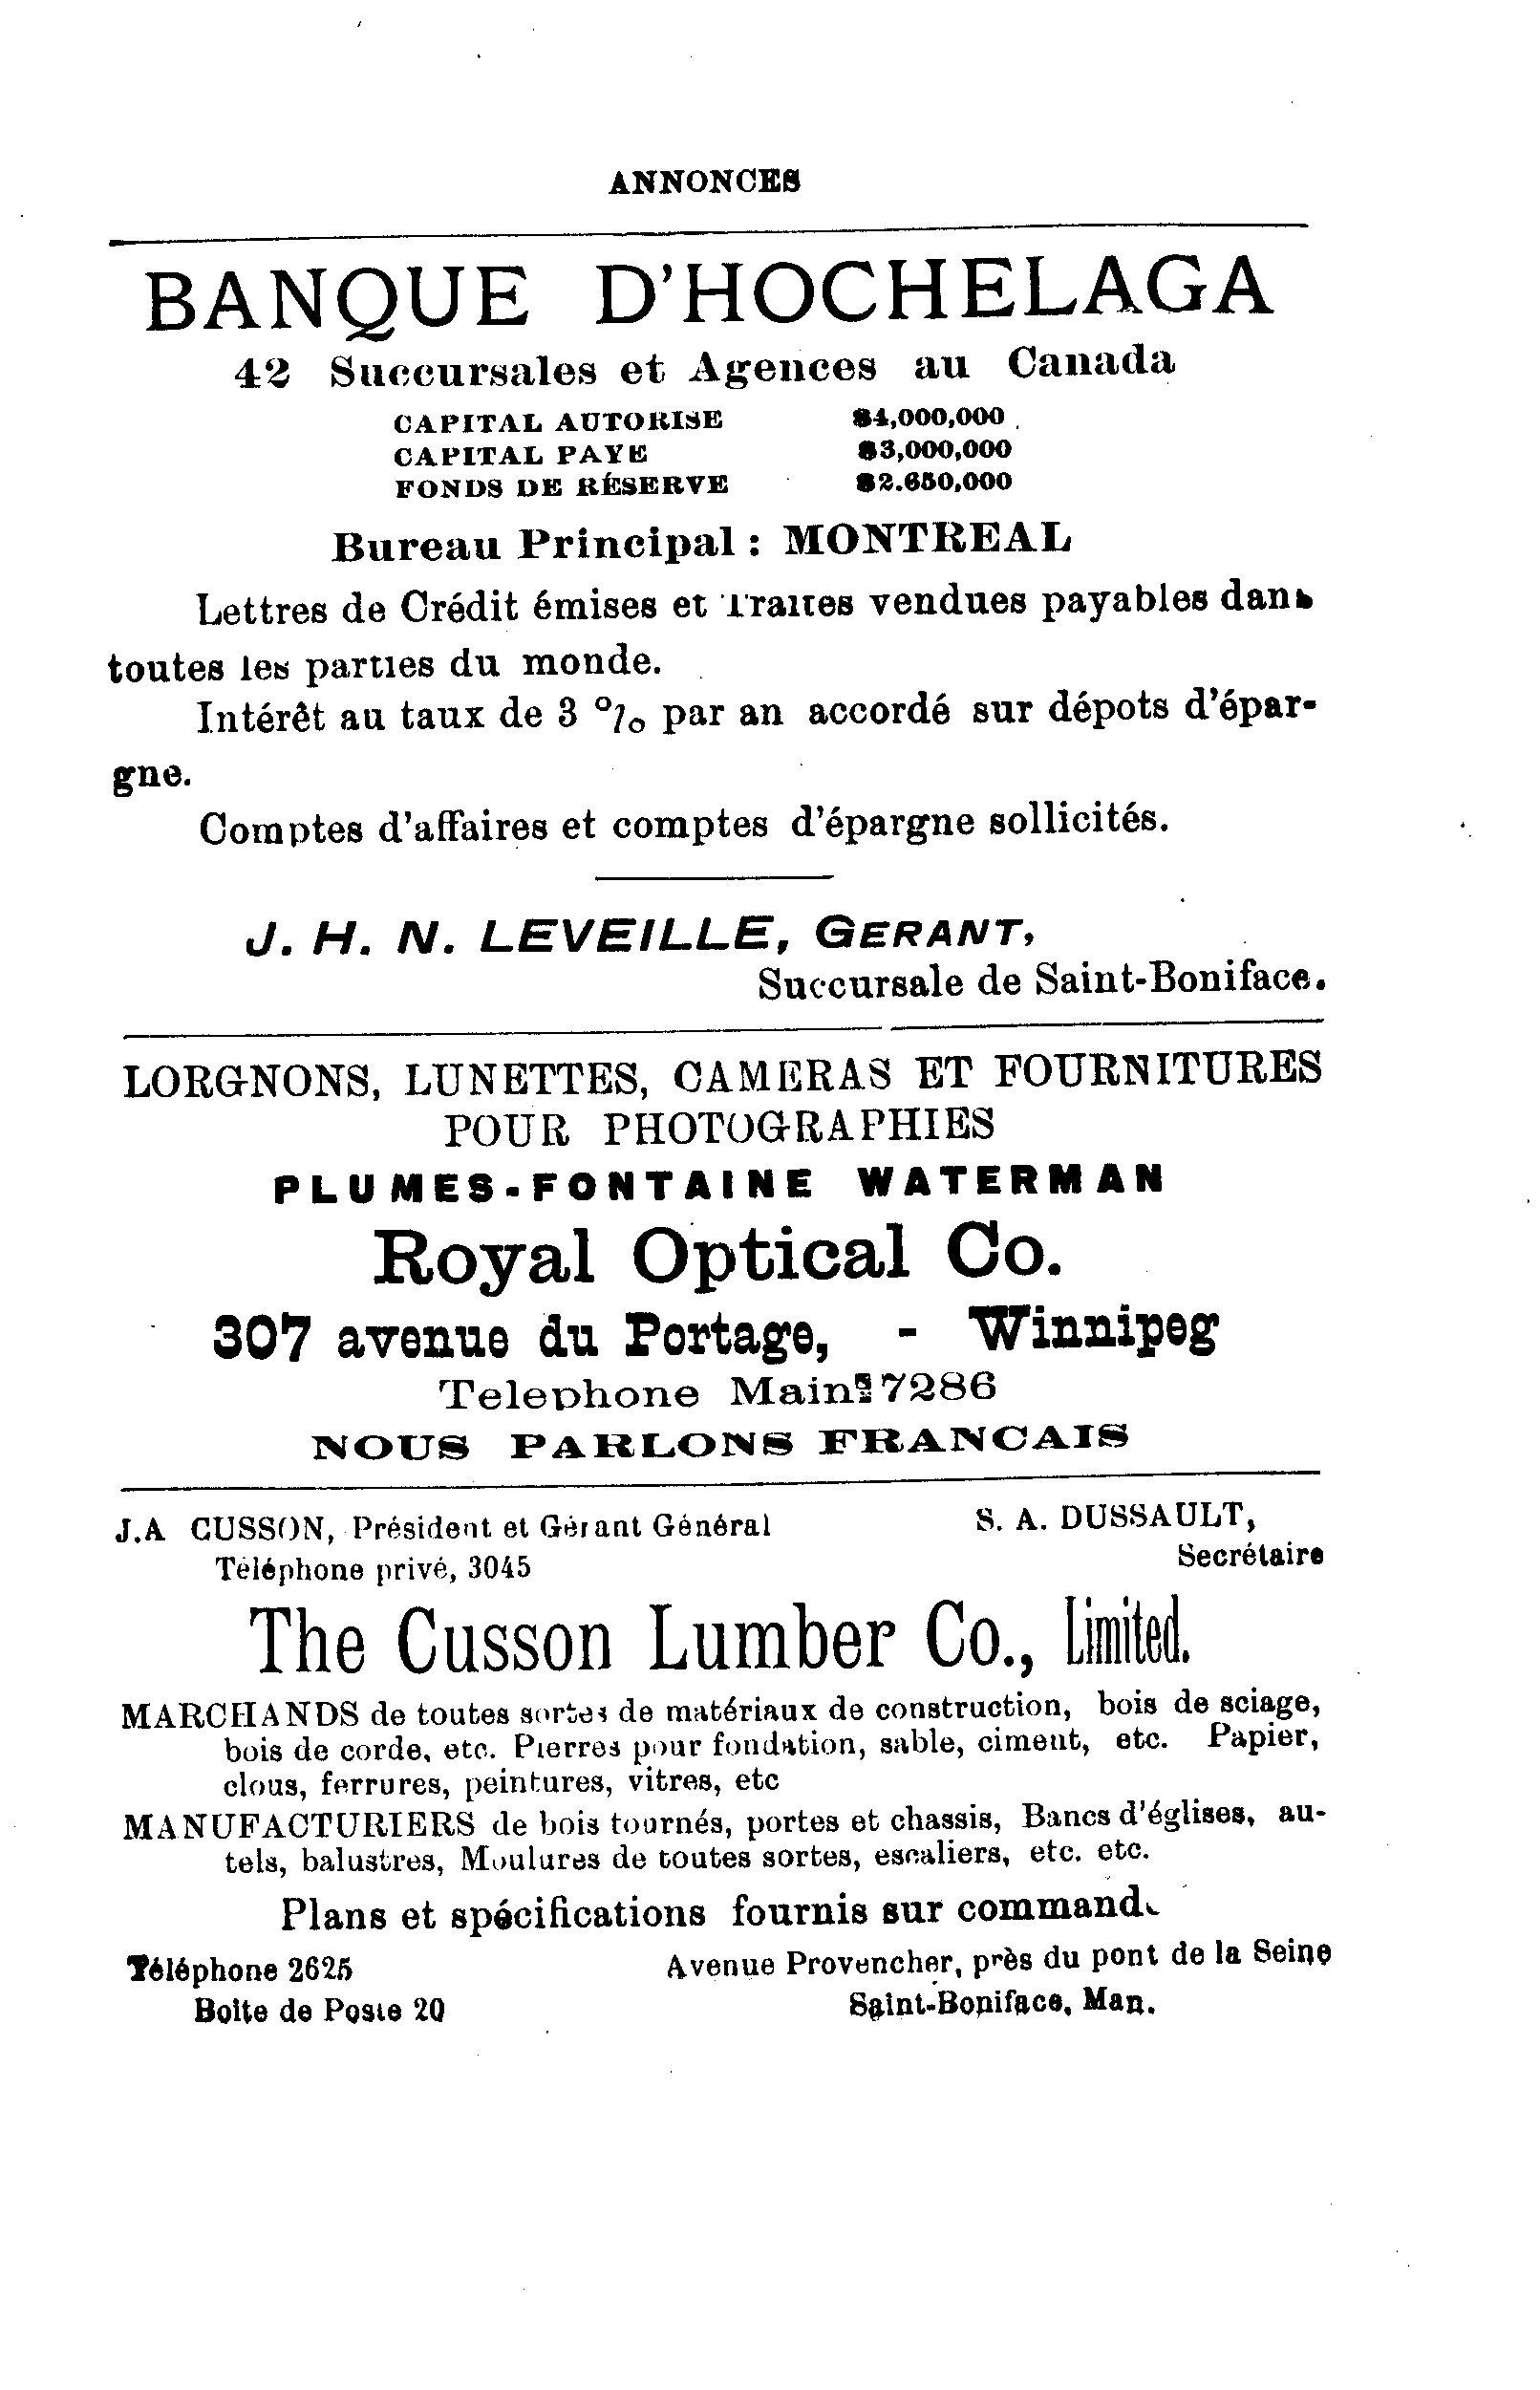 ANNONCES
BANQUE D'HOCHELAGA
42 Succursales et Agences au Canada
CAPITAL AUTORISE $4,000,000
CAPITAL PAYE $3,000,000
FONDS DE RÉSERVE $2.650,000
Bureau Principal : MONTREAL
Lettres de Crédit émises et Traites vendues payables dans
toutes les parties du monde.
Intérêt au taux de 3 % par an accordé sur dépots d'épar-
gne.
Comptes d'affaires et comptes d'épargne sollicités.
J. H. N. LEVEILLE, GERANT,
Succursale de Saint-Boniface.
LORGNONS, LUNETTES, CAMERAS ET FOURNITURES
POUR PHOTOGRAPHIES
PLUMES-FONTAINE WATERMAN
Royal Optical Co.
307 avenue du Portage, - Winnipeg
Telephone Main 7286
NOUS PARLONS FRANCAIS
J.A CUSSON, Président et Gérant Général S. A. DUSSAULT,
Téléphone privé, 3045 Secrétaire
The Cusson Lumber Co., Limited.
MARCHANDS de toutes sortes de matériaux de construction, bois de sciage,
bois de corde, etc. Pierres pour fondation, sable, ciment, etc. Papier,
clous, ferrures, peintures, vitres, etc
MANUFACTURIERS de bois tournés, portes et chassis, Bancs d'églises, au-
tels, balustres, Moulures de toutes sortes, escaliers, etc. etc.
Plans et spécifications fournis sur commande
Téléphone 2625 Avenue Provencher, près du pont de la Seine
Boite de Poste 20 Saint-Boniface, Man.